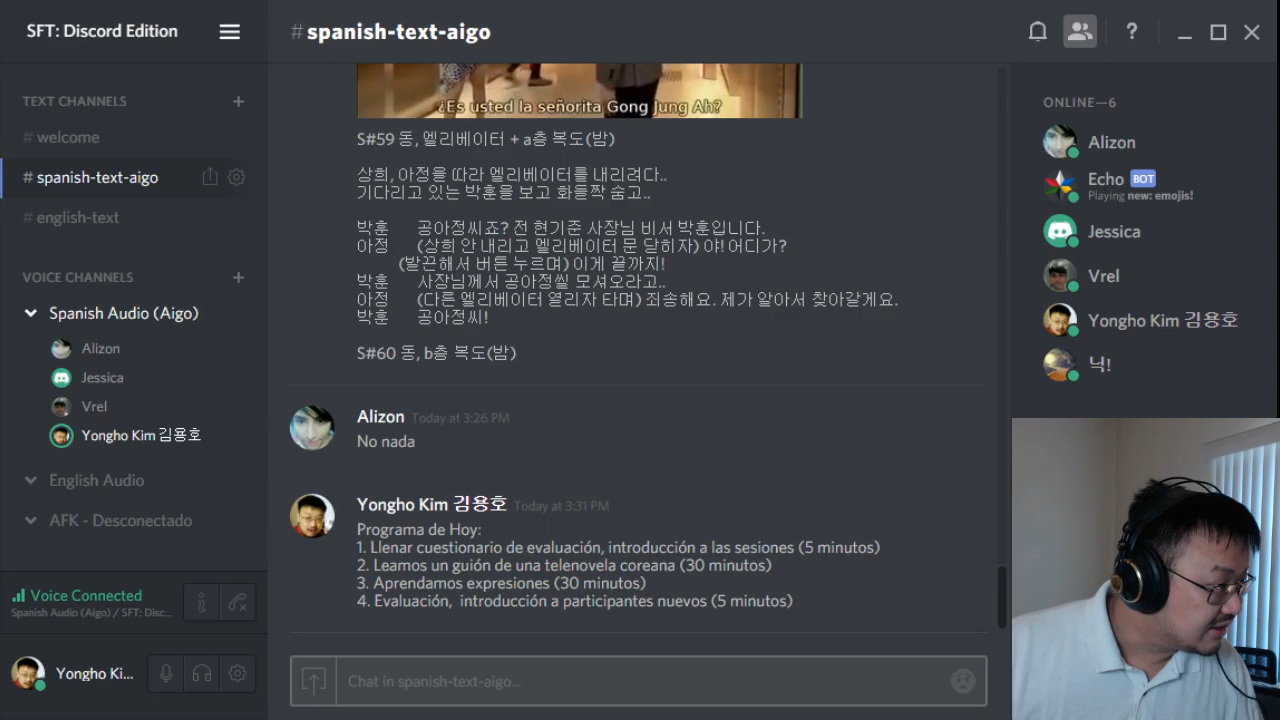 SFT: Discord Edition
#spanish-text-aigo
TEXT CHANNELS
# welcome
# spanish-text-aigo
# english-text
VOICE CHANNELS
Spanish Audio (Aigo)
Alizon
Jessica
Vrel
Yongho Kim 김용호
English Audio
AFK - Desconectado
Voice Connected
Spanish Audio (Aigo) / SFT: Disc...
Yongho Ki...
¿Es usted la señorita Gong Jung Ah?
S#59 동, 엘리베이터 + a층 복도(밤)
상희, 아정을 따라 엘리베이터를 내리려다..
기다리고 있는 박훈을 보고 화들짝 숨고..
박훈 공아정씨죠? 전 현기준 사장님 비서 박훈입니다.
아정 (상희 안 내리고 엘리베이터 문 닫히자) 야! 어디가?
(발끈해서 버튼 누르며) 이게 끝까지!
박훈 사장님께서 공아정씰 모셔오라고..
아정 (다른 엘리베이터 열리자 타며) 죄송해요. 제가 알아서 찾아갈게요.
박훈 공아정씨!
S#60 동, b층 복도(밤)
Alizon Today at 3:26 PM
No nada
Yongho Kim 김용호 Today at 3:31 PM
Programa de Hoy:
1. Llenar cuestionario de evaluación, introducción a las sesiones (5 minutos)
2. Leamos un guión de una telenovela coreana (30 minutos)
3. Aprendamos expresiones (30 minutos)
4. Evaluación, introducción a participantes nuevos (5 minutos)
Chat in spanish-text-aigo...
ONLINE—6
Alizon
Echo BOT
Playing new: emojis!
Jessica
Vrel
Yongho Kim 김용호
닉!